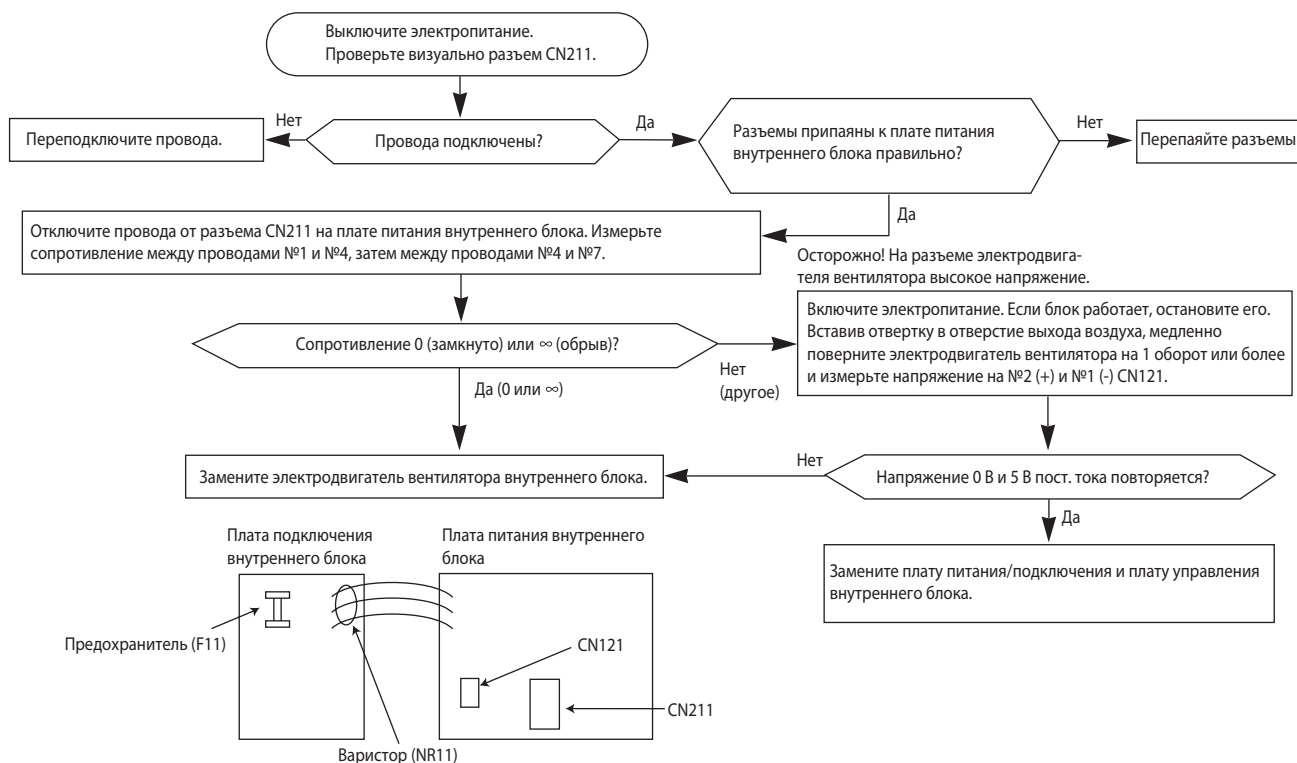 Выключите электропитание.
Проверьте визуально разъем CN211.
Нет
Да
Переподключите провода.
Провода подключены?
Разъемы припаяны к плате питания
внутреннего блока правильно?
Нет
Перепаяйте разъемы
Да
Отключите провода от разъема CN211 на плате питания внутреннего блока. Измерьте
сопротивление между проводами №1 и №4, затем между проводами №4 и №7.
Осторожно! На разъеме электродвига-
теля вентилятора высокое напряжение.
Включите электропитание. Если блок работает, остановите его.
Вставив отвертку в отверстие выхода воздуха, медленно
поверните электродвигатель вентилятора на 1 оборот или более
и измерьте напряжение на №2 (+) и №1 (-) CN121.
Сопротивление 0 (замкнуто) или ∞ (обрыв)?
Нет
(другое)
Да (0 или ∞)
Замените электродвигатель вентилятора внутреннего блока.
Нет
Напряжение 0 В и 5 В пост. тока повторяется?
Да
Замените плату питания/подключения и плату управления
внутреннего блока.
Плата подключения
внутреннего блока
Плата питания внутреннего
блока
Предохранитель (F11)
CN121
CN211
Варистор (NR11)